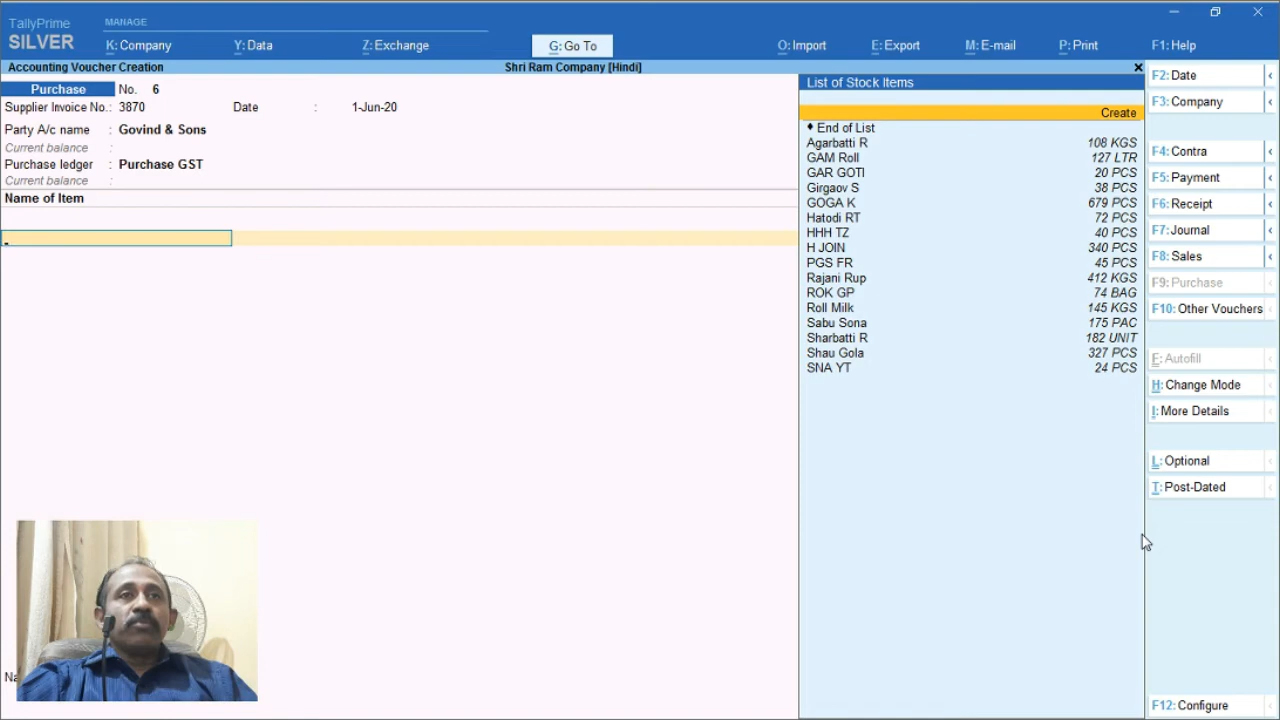 TallyPrime
MANAGE
SILVER
K: Company
Y: Data
Z: Exchange
G: Go To
O: Import
E: Export
M: E-mail
P: Print
F1: Help
Accounting Voucher Creation
Shri Ram Company [Hindi]
Purchase No. 6
Supplier Invoice No.: 3870 Date : 1-Jun-20
Party A/c name : Govind & Sons
Current balance :
Purchase ledger : Purchase GST
Current balance :
Name of Item
List of Stock Items
Create
♦ End of List
Agarbatti R 108 KGS
GAM Roll 127 LTR
GAR GOTI 20 PCS
Girgaov S 38 PCS
GOGA K 679 PCS
Hatodi RT 72 PCS
HHH TZ 40 PCS
H JOIN 340 PCS
PGS FR 45 PCS
Rajani Rup 412 KGS
ROK GP 74 BAG
Roll Milk 145 KGS
Sabu Sona 175 PAC
Sharbatti R 182 UNIT
Shau Gola 327 PCS
SNA YT 24 PCS
F2: Date
F3: Company
F4: Contra
F5: Payment
F6: Receipt
F7: Journal
F8: Sales
F9: Purchase
F10: Other Vouchers
E: Autofill
H: Change Mode
I: More Details
L: Optional
T: Post-Dated
F12: Configure